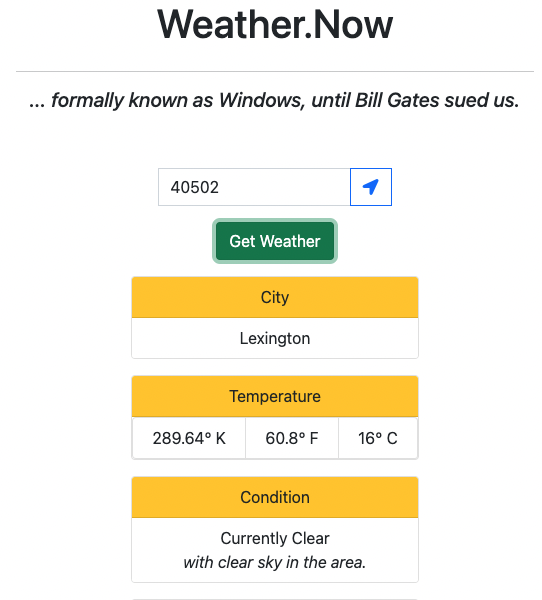 Weather.Now
... formally known as Windows, until Bill Gates sued us.
40502
Get Weather
City
Lexington
Temperature
289.64° K 60.8° F 16° C
Condition
Currently Clear
with clear sky in the area.